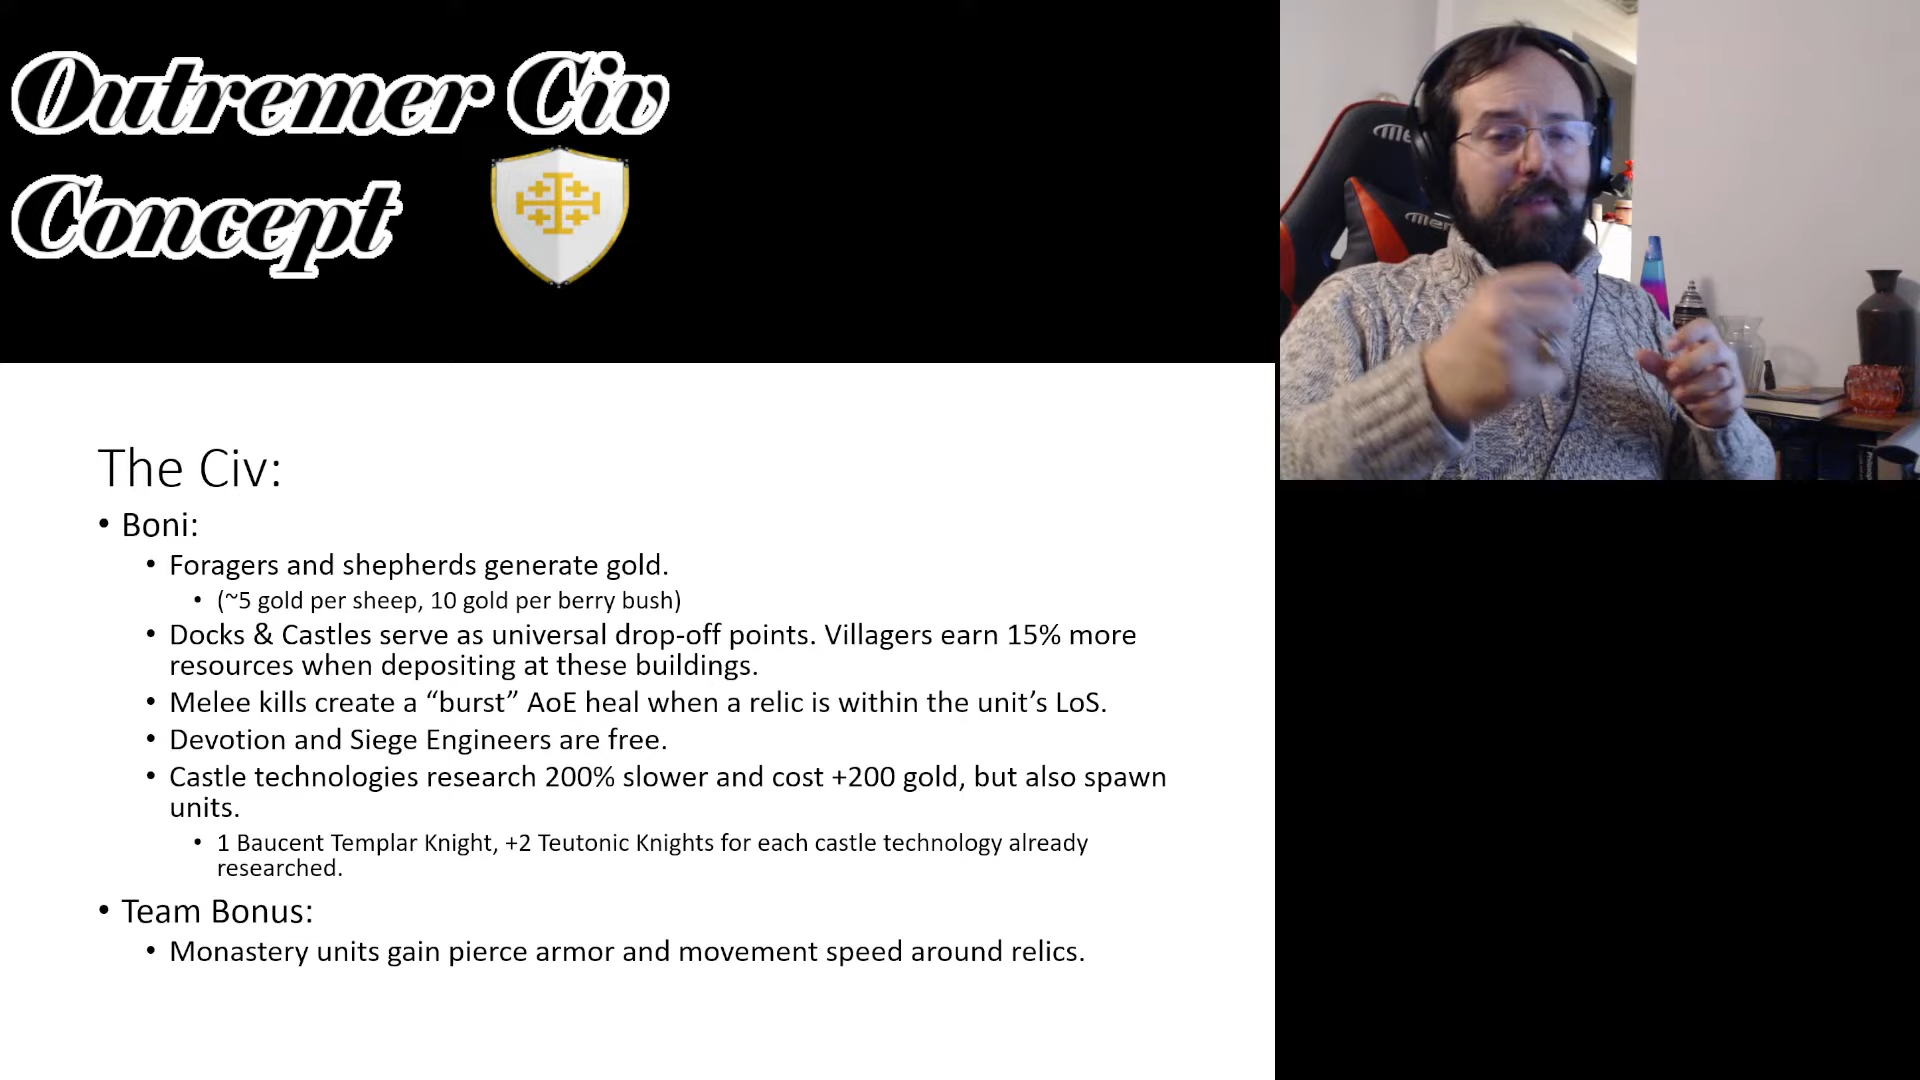 Outremer Civ
Concept
The Civ:
• Boni:
• Foragers and shepherds generate gold.
• (~5 gold per sheep, 10 gold per berry bush)
• Docks & Castles serve as universal drop-off points. Villagers earn 15% more
resources when depositing at these buildings.
• Melee kills create a “burst” AoE heal when a relic is within the unit’s LoS.
• Devotion and Siege Engineers are free.
• Castle technologies research 200% slower and cost +200 gold, but also spawn
units.
• 1 Baucent Templar Knight, +2 Teutonic Knights for each castle technology already
researched.
• Team Bonus:
• Monastery units gain pierce armor and movement speed around relics.